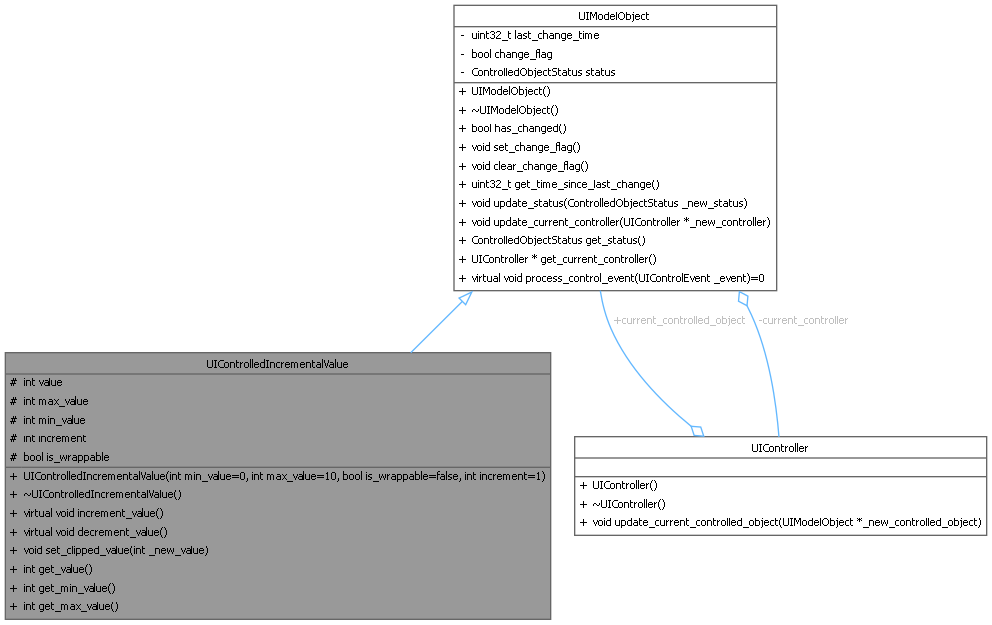 UIModelObject
- uint32_t last_change_time
- bool change_flag
- ControlledObjectStatus status
+ UIModelObject()
+ ~UIModelObject()
+ bool has_changed()
+ void set_change_flag()
+ void clear_change_flag()
+ uint32_t get_time_since_last_change()
+ void update_status(ControlledObjectStatus _new_status)
+ void update_current_controller(UIController *_new_controller)
+ ControlledObjectStatus get_status()
+ UIController * get_current_controller()
+ virtual void process_control_event(UIControlEvent _event)=0
+current_controlled_object
-current_controller
UIControlledIncrementalValue
# int value
# int max_value
# int min_value
# int increment
# bool is_wrappable
+ UIControlledIncrementalValue(int min_value=0, int max_value=10, bool is_wrappable=false, int increment=1)
+ ~UIControlledIncrementalValue()
+ virtual void increment_value()
+ virtual void decrement_value()
+ void set_clipped_value(int _new_value)
+ int get_value()
+ int get_min_value()
+ int get_max_value()
UIController
+ UIController()
+ ~UIController()
+ void update_current_controlled_object(UIModelObject *_new_controlled_object)